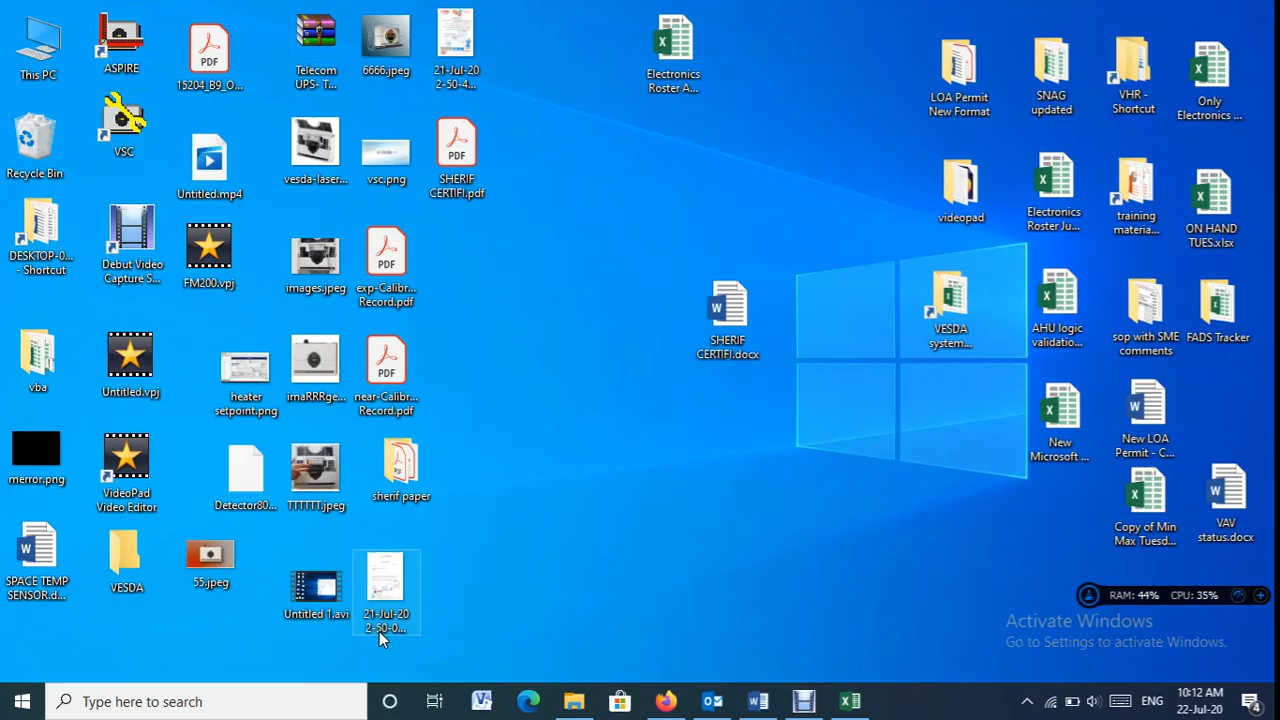 This PC
ASPIRE
PDF
15204_B9_O...
Telecom
UPS- T...
6666.jpeg
21-Jul-20
2-50-4...
Electronics
Roster A...
LOA Permit
New Format
SNAG
updated
VHR -
Shortcut
Only
Electronics ...
Recycle Bin
VSC
Untitled.mp4
vesda-laser...
vsc.png
PDF
SHERIF
CERTIFI.pdf
videopad
Electronics
Roster Ju...
training
materia...
ON HAND
TUES.xlsx
DESKTOP-0...
- Shortcut
Debut Video
Capture S...
FM200.vpj
images.jpeg
PDF
exp-Calibr...
Record.pdf
SHERIF
CERTIFI.docx
VESDA
system...
AHU logic
validatio...
sop with SME
comments
FADS Tracker
vba
Untitled.vpj
heater
setpoint.png
imaRRRge...
PDF
near-Calibr...
Record.pdf
New
Microsoft ...
New LOA
Permit - C...
merror.png
VideoPad
Video Editor
Detector80...
TTTTTT.jpeg
sherif paper
Copy of Min
Max Tuesd...
VAV
status.docx
SPACE TEMP
SENSOR.d...
VESDA
55.jpeg
Untitled 1.avi
21-Jul-20
2-50-0...
RAM: 44% CPU: 35%
Activate Windows
Go to Settings to activate Windows.
Type here to search
ENG
10:12 AM
22-Jul-20
4